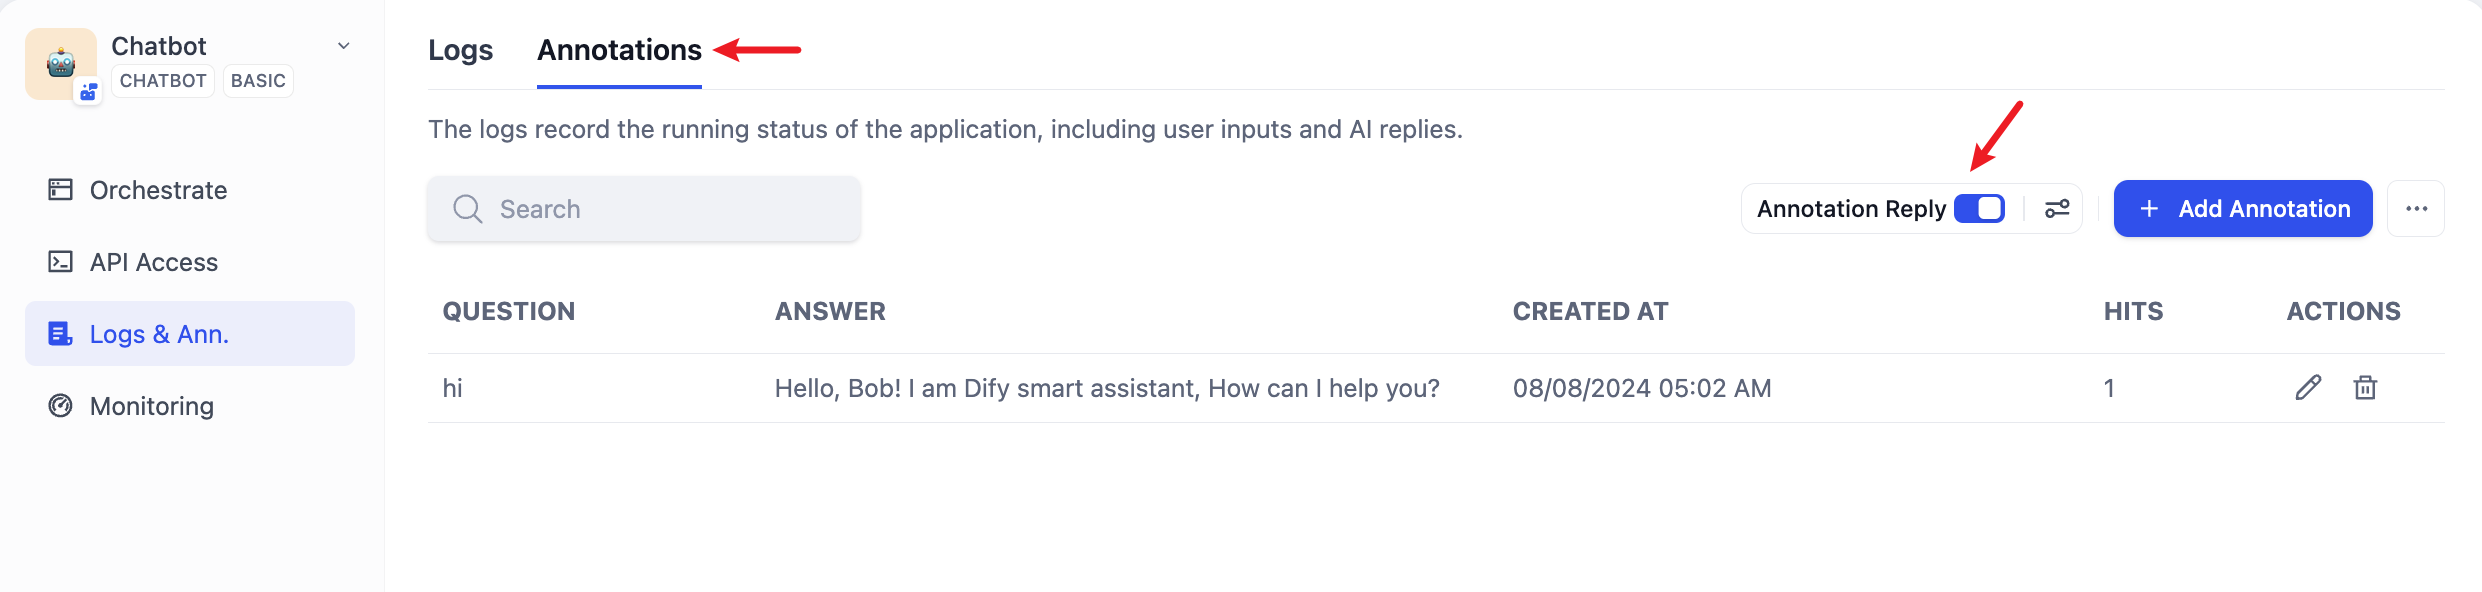 Chatbot
CHATBOT BASIC
Orchestrate
API Access
Logs & Ann.
Monitoring
Logs Annotations
The logs record the running status of the application, including user inputs and AI replies.
Search
Annotation Reply
+ Add Annotation
QUESTION ANSWER CREATED AT HITS ACTIONS
hi Hello, Bob! I am Dify smart assistant, How can I help you? 08/08/2024 05:02 AM 1